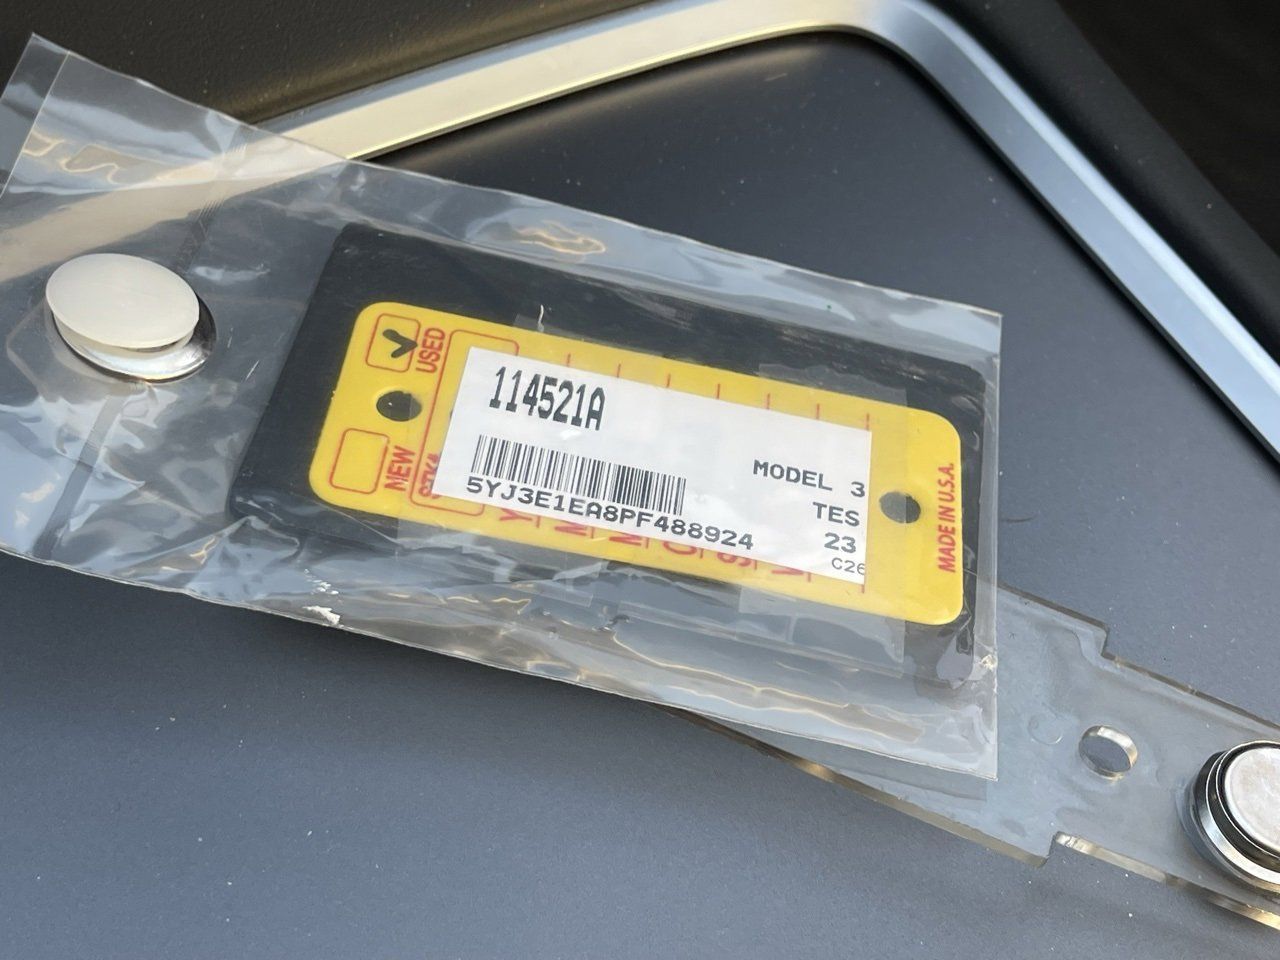 USED
NEW
114521A
5YJ3E1EA8PF488924
MODEL 3
TES
23
C26
MADE IN U.S.A.